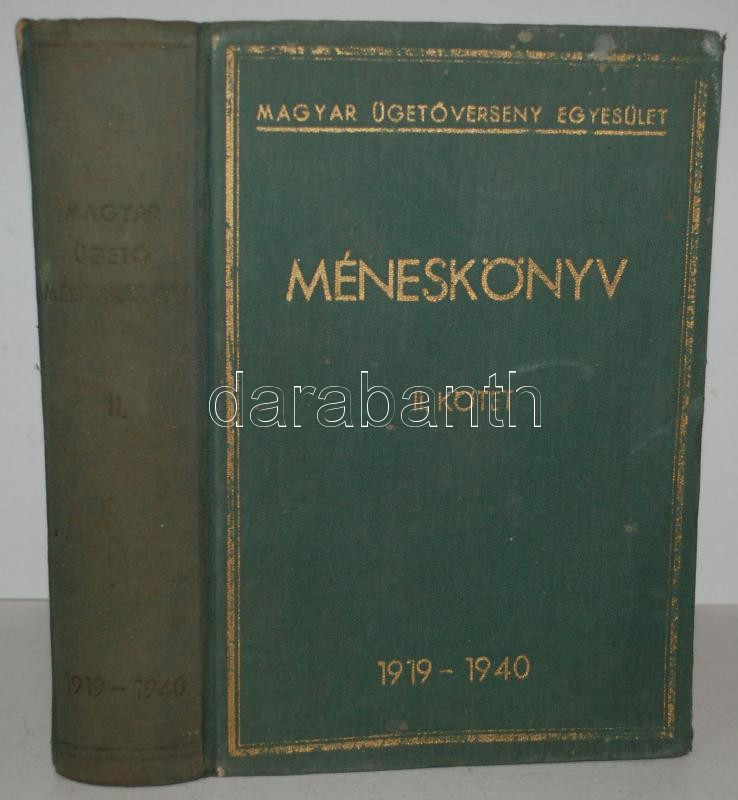 MAGYAR ÜGETŐVERSENY EGYESÜLET
MÉNESKÖNYV
II. KÖTET
1919 – 1940
MAGYAR
ÜGETŐ
MÉNESKÖNYV
II.
1919 – 1940
darabanth